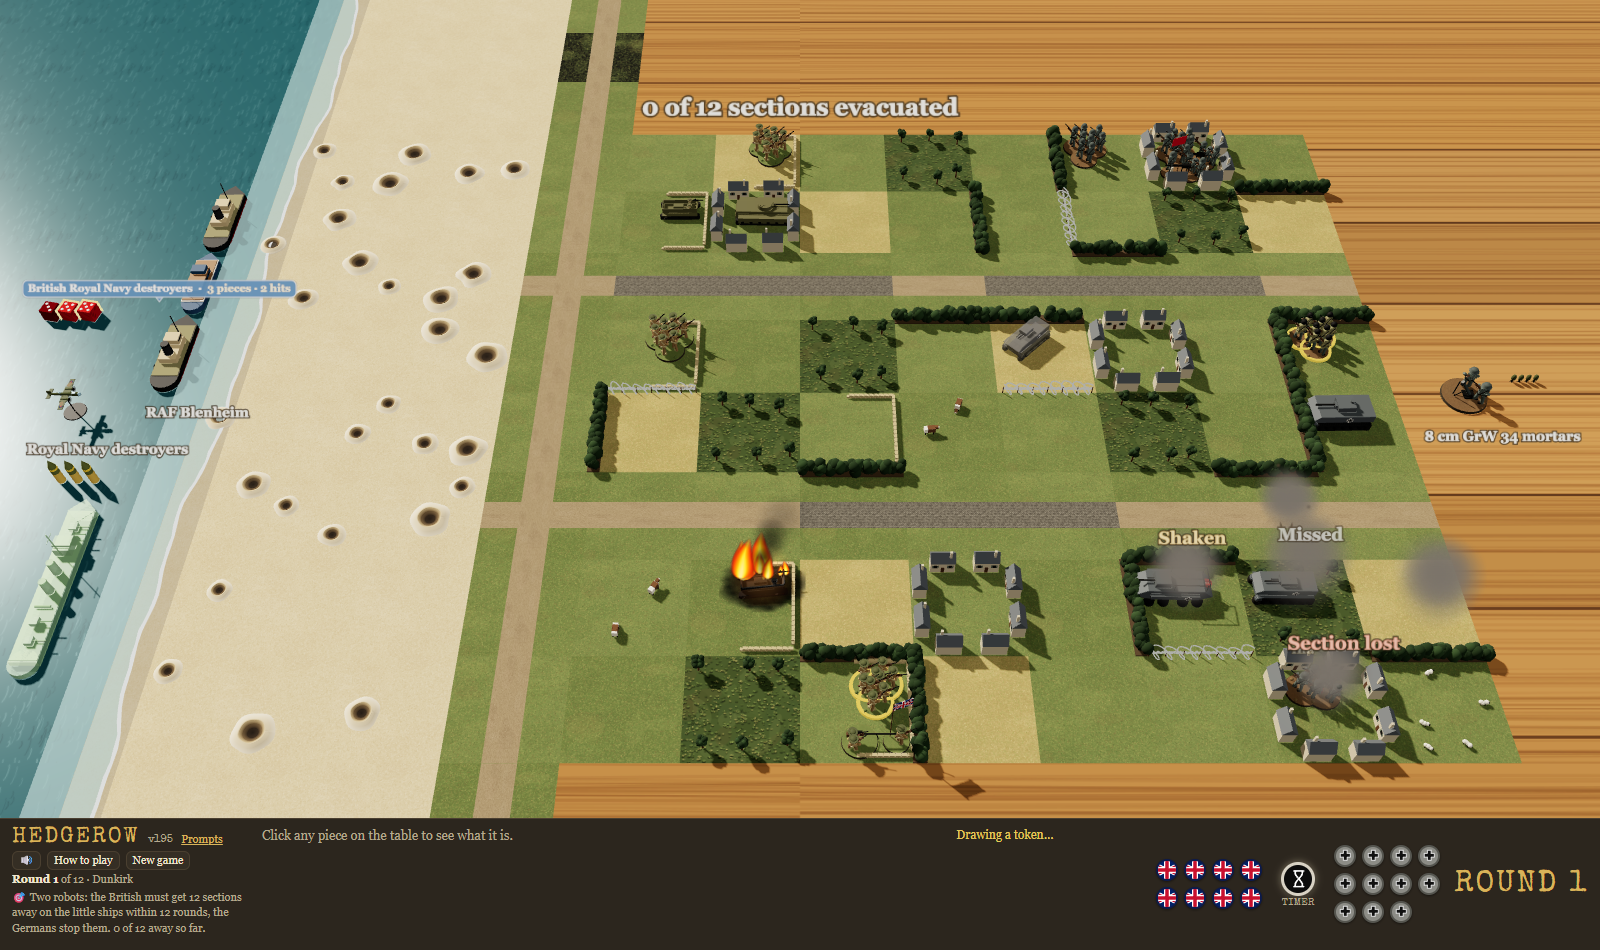 0 of 12 sections evacuated
British Royal Navy destroyers · 3 pieces · 2 hits
RAF Blenheim
Royal Navy destroyers
8 cm GrW 34 mortars
Shaken
Missed
Section lost
HEDGEROW v195 Prompts
How to play
New game
Round 1 of 12 · Dunkirk
Two robots: the British must get 12 sections
away on the little ships within 12 rounds, the
Germans stop them. 0 of 12 away so far.
Click any piece on the table to see what it is.
Drawing a token...
TIMER
ROUND 1